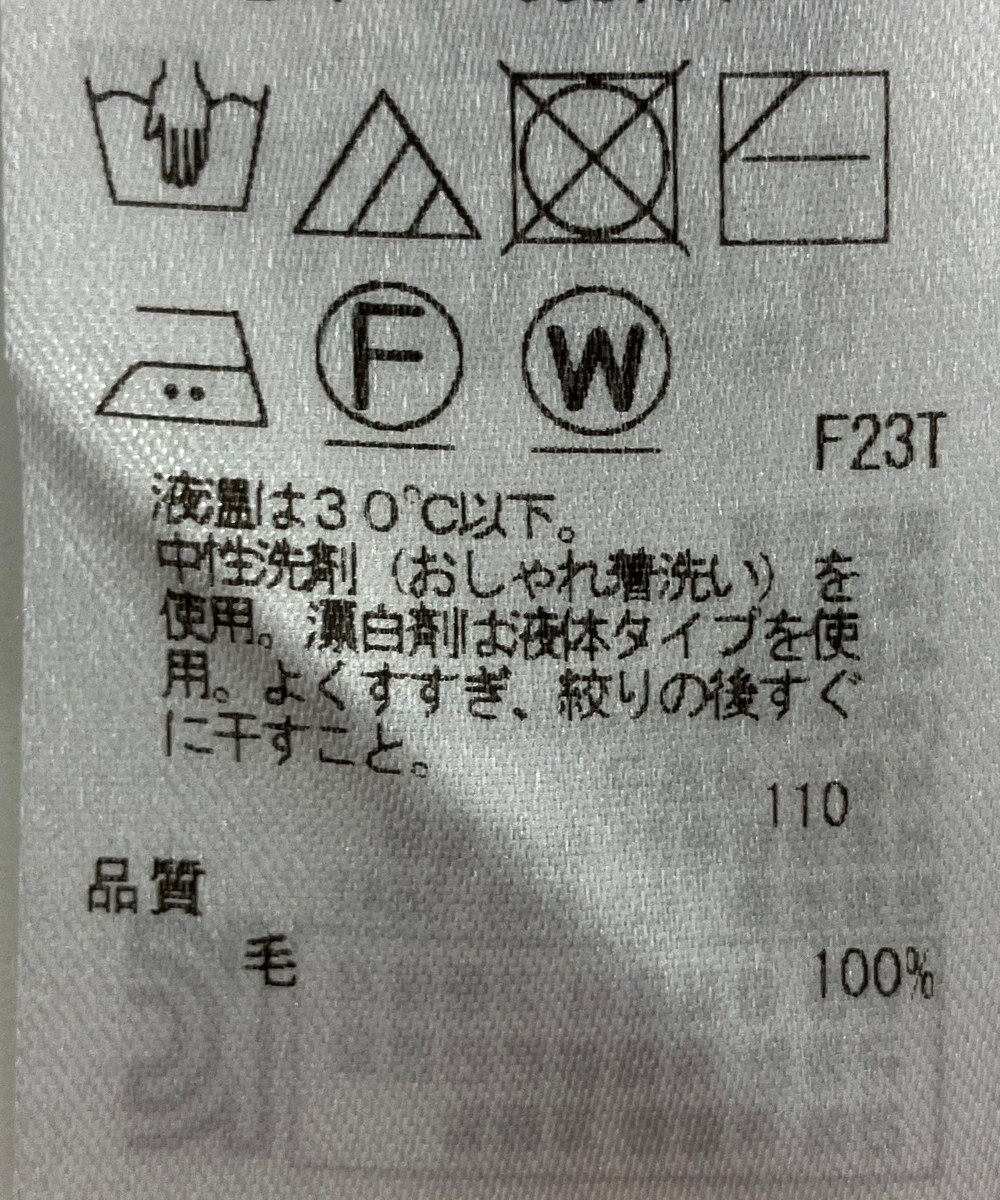 F W
F23T
液温は30℃以下。
中性洗剤(おしゃれ着洗い)を
使用。漂白剤は液体タイプを使
用。よくすすぎ、絞りの後すぐ
に干すこと。
110
品質
毛 100%